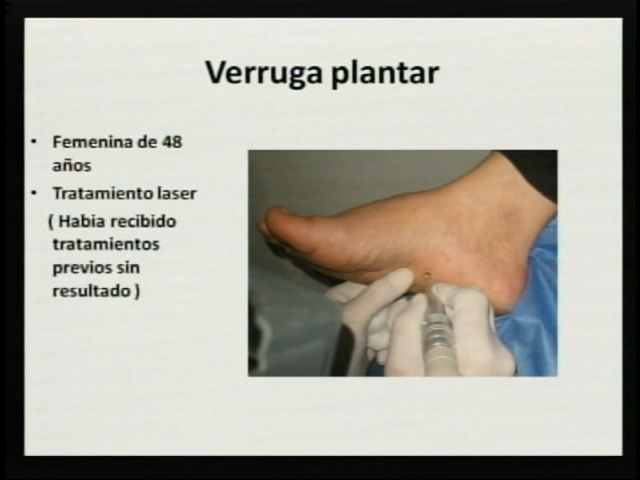 Verruga plantar
• Femenina de 48
años
• Tratamiento laser
( Habia recibido
tratamientos
previos sin
resultado )